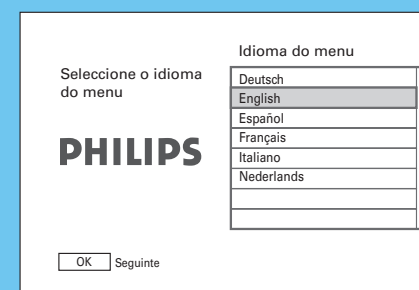 Idioma do menu
Seleccione o idioma
do menu
Deutsch
English
Español
Français
Italiano
Nederlands
PHILIPS
OK Seguinte